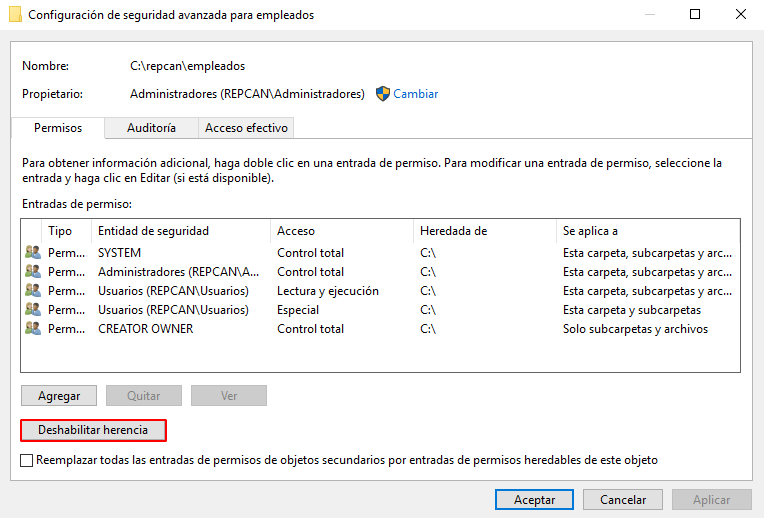 Configuración de seguridad avanzada para empleados
Nombre: C:\repcan\empleados
Propietario: Administradores (REPCAN\Administradores) Cambiar
Permisos Auditoría Acceso efectivo
Para obtener información adicional, haga doble clic en una entrada de permiso. Para modificar una entrada de permiso, seleccione la
entrada y haga clic en Editar (si está disponible).
Entradas de permiso:
Tipo Entidad de seguridad Acceso Heredada de Se aplica a
Perm... SYSTEM Control total C:\ Esta carpeta, subcarpetas y arc...
Perm... Administradores (REPCAN\A... Control total C:\ Esta carpeta, subcarpetas y arc...
Perm... Usuarios (REPCAN\Usuarios) Lectura y ejecución C:\ Esta carpeta, subcarpetas y arc...
Perm... Usuarios (REPCAN\Usuarios) Especial C:\ Esta carpeta y subcarpetas
Perm... CREATOR OWNER Control total C:\ Solo subcarpetas y archivos
Agregar Quitar Ver
Deshabilitar herencia
Reemplazar todas las entradas de permisos de objetos secundarios por entradas de permisos heredables de este objeto
Aceptar Cancelar Aplicar